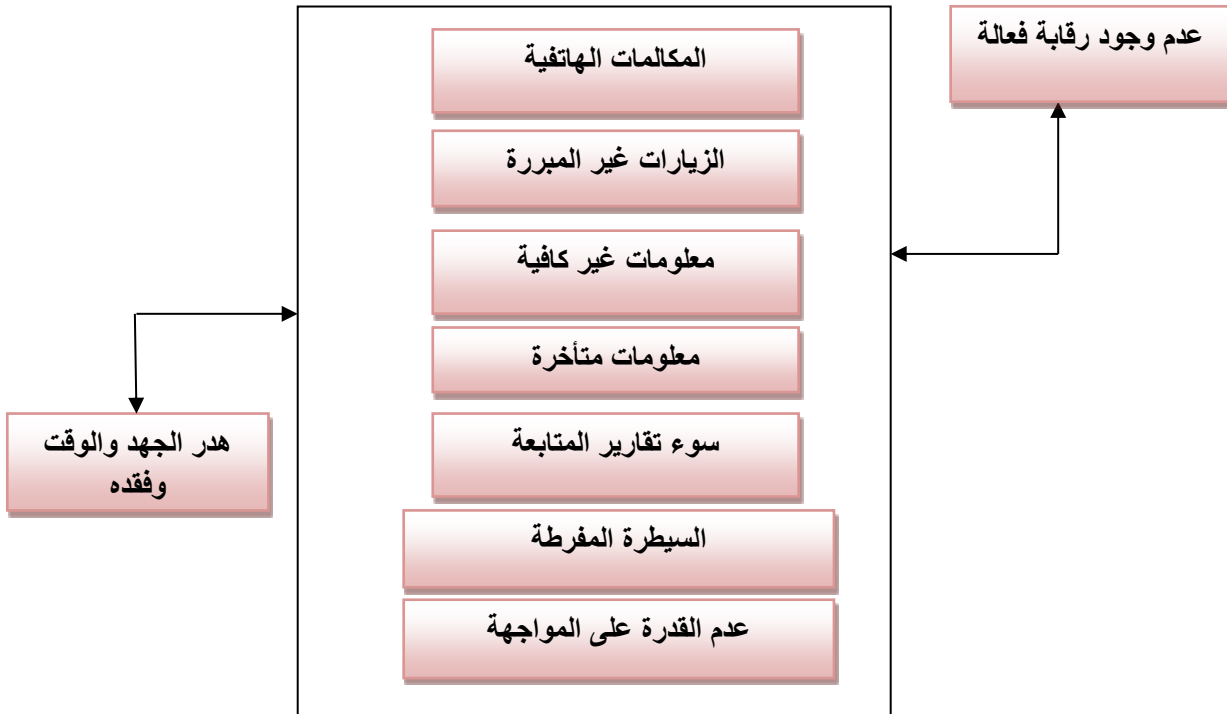 عدم وجود رقابة فعالة
المكالمات الهاتفية
الزيارات غير المبررة
معلومات غير كافية
معلومات متأخرة
سوء تقارير المتابعة
السيطرة المفرطة
عدم القدرة على المواجهة
هدر الجهد والوقت
وفقده